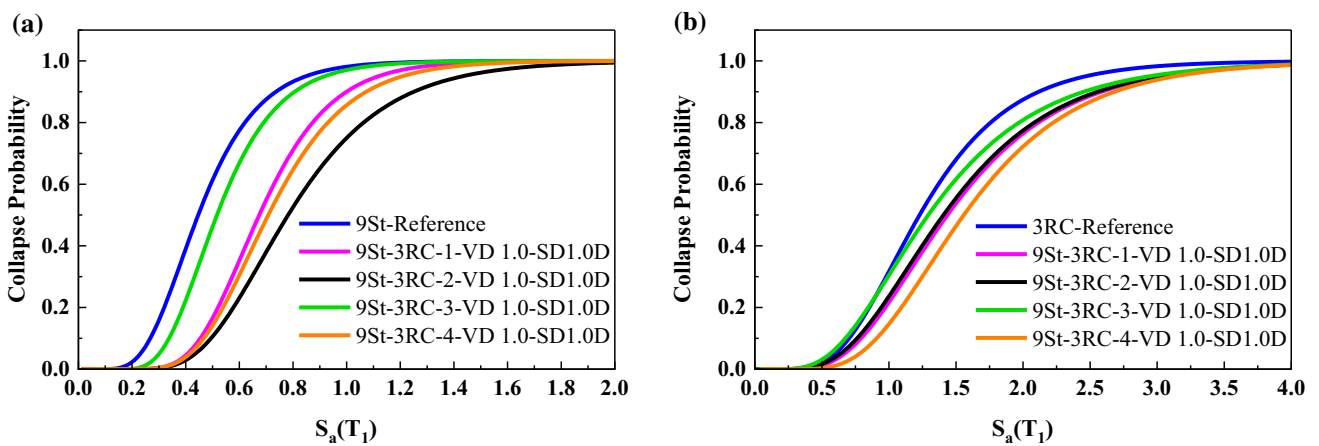 (a)
Collapse Probability
1.0
0.8
0.6
0.4
0.2
0.0
0.0 0.2 0.4 0.6 0.8 1.0 1.2 1.4 1.6 1.8 2.0
Sa(T1)
9St-Reference
9St-3RC-1-VD 1.0-SD1.0D
9St-3RC-2-VD 1.0-SD1.0D
9St-3RC-3-VD 1.0-SD1.0D
9St-3RC-4-VD 1.0-SD1.0D
(b)
Collapse Probability
1.0
0.8
0.6
0.4
0.2
0.0
0.0 0.5 1.0 1.5 2.0 2.5 3.0 3.5 4.0
Sa(T1)
3RC-Reference
9St-3RC-1-VD 1.0-SD1.0D
9St-3RC-2-VD 1.0-SD1.0D
9St-3RC-3-VD 1.0-SD1.0D
9St-3RC-4-VD 1.0-SD1.0D